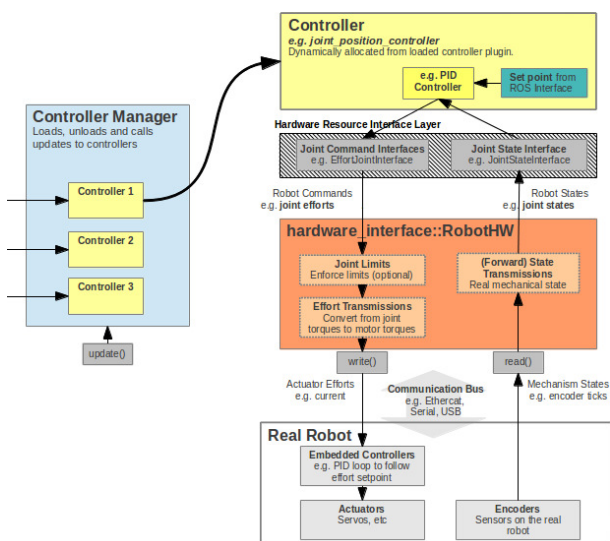 Controller
e.g. joint_position_controller
Dynamically allocated from loaded controller plugin.
e.g. PID
Controller
Set point from
ROS Interface
Controller Manager
Loads, unloads and calls
updates to controllers
Controller 1
Controller 2
Controller 3
update()
Hardware Resource Interface Layer
Joint Command Interfaces
e.g. EffortJointInterface
Joint State Interface
e.g. JointStateInterface
Robot Commands
e.g. joint efforts
Robot States
e.g. joint states
hardware_interface::RobotHW
Joint Limits
Enforce limits (optional)
(Forward) State
Transmissions
Real mechanical state
Effort Transmissions
Convert from joint
torques to motor torques
write()
read()
Actuator Efforts
e.g. current
Communication Bus
e.g. Ethercat,
Serial, USB
Mechanism States
e.g. encoder ticks
Real Robot
Embedded Controllers
e.g. PID loop to follow
effort setpoint
Actuators
Servos, etc
Encoders
Sensors on the real
robot